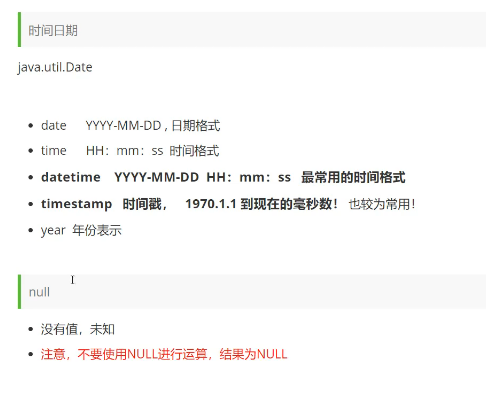 时间日期
java.util.Date
date YYYY-MM-DD , 日期格式
time HH：mm：ss 时间格式
datetime YYYY-MM-DD HH：mm：ss 最常用的时间格式
timestamp 时间戳， 1970.1.1 到现在的毫秒数！ 也较为常用！
year 年份表示
null
没有值，未知
注意，不要使用NULL进行运算，结果为NULL